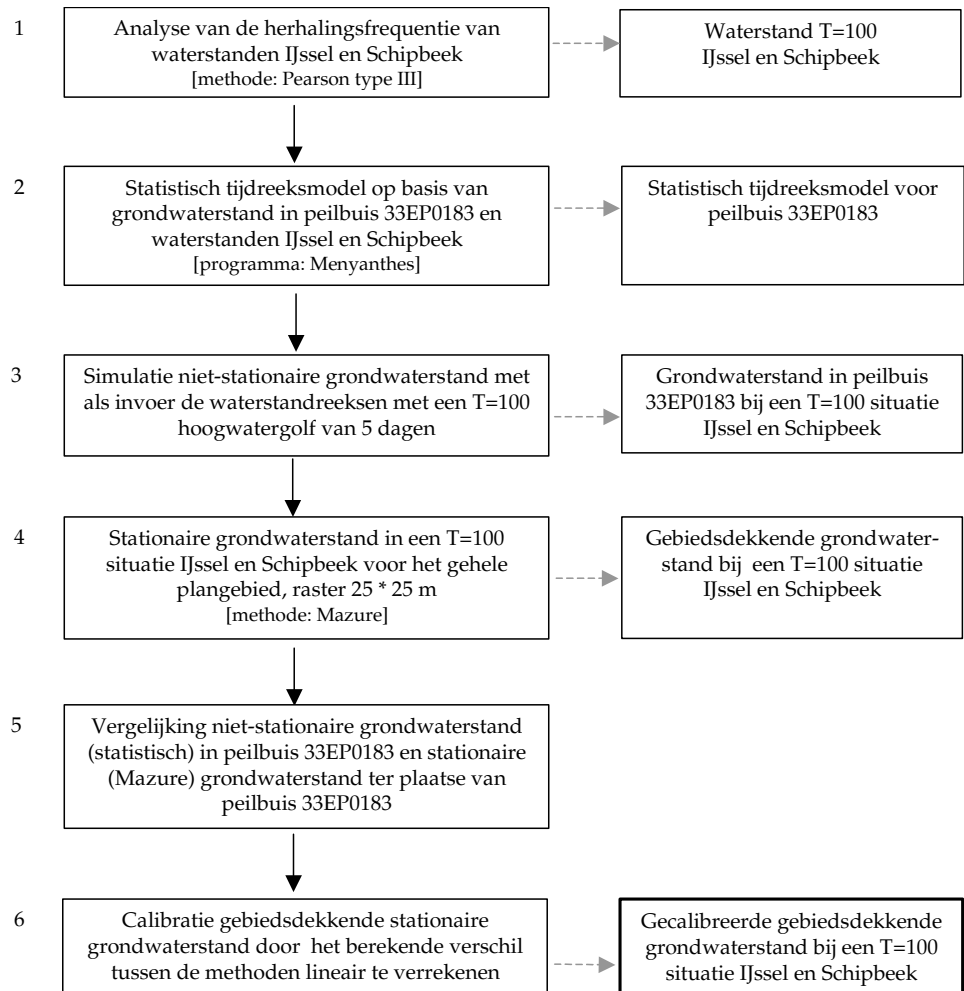 1
Analyse van de herhalingsfrequentie van
waterstanden IJssel en Schipbeek
[methode: Pearson type III]
Waterstand T=100
IJssel en Schipbeek
2
Statistisch tijdreeksmodel op basis van
grondwaterstand in peilbuis 33EP0183 en
waterstanden IJssel en Schipbeek
[programma: Menyanthes]
Statistisch tijdreeksmodel voor
peilbuis 33EP0183
3
Simulatie niet-stationaire grondwaterstand met
als invoer de waterstandreeksen met een T=100
hoogwatergolf van 5 dagen
Grondwaterstand in peilbuis
33EP0183 bij een T=100 situatie
IJssel en Schipbeek
4
Stationaire grondwaterstand in een T=100
situatie IJssel en Schipbeek voor het gehele
plangebied, raster 25 * 25 m
[methode: Mazure]
Gebiedsdekkende grondwater-
stand bij een T=100 situatie
IJssel en Schipbeek
5
Vergelijking niet-stationaire grondwaterstand
(statistisch) in peilbuis 33EP0183 en stationaire
(Mazure) grondwaterstand ter plaatse van
peilbuis 33EP0183
6
Calibratie gebiedsdekkende stationaire
grondwaterstand door het berekende verschil
tussen de methoden lineair te verrekenen
Gecalibreerde gebiedsdekkende
grondwaterstand bij een T=100
situatie IJssel en Schipbeek